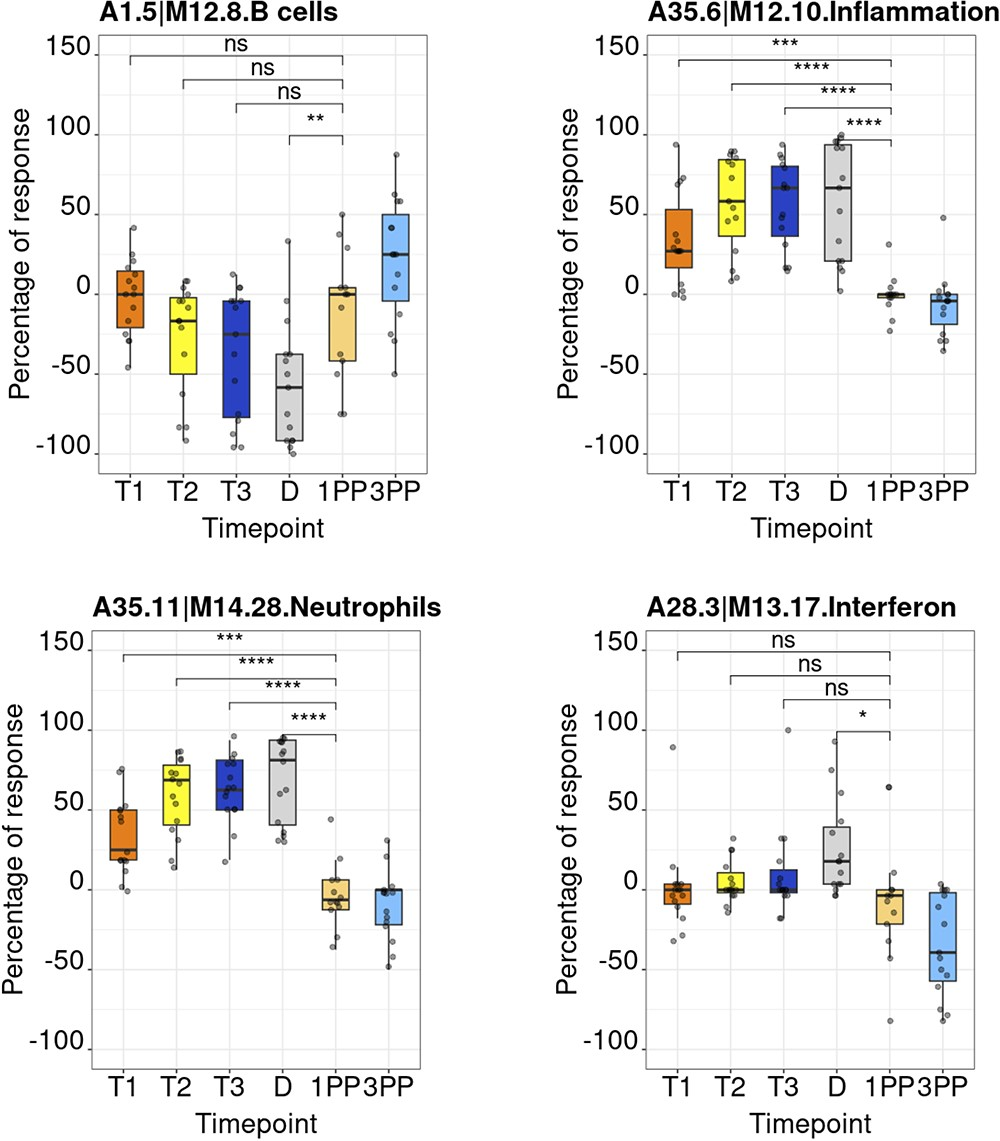 A1.5|M12.8.B cells
150
100
50
0
-50
-100
Percentage of response
ns
ns
ns
**
T1 T2 T3 D 1PP 3PP
Timepoint
A35.6|M12.10.Inflammation
150
100
50
0
-50
-100
Percentage of response
***
****
****
****
T1 T2 T3 D 1PP 3PP
Timepoint
A35.11|M14.28.Neutrophils
150
100
50
0
-50
-100
Percentage of response
***
****
****
****
T1 T2 T3 D 1PP 3PP
Timepoint
A28.3|M13.17.Interferon
150
100
50
0
-50
-100
Percentage of response
ns
ns
ns
*
T1 T2 T3 D 1PP 3PP
Timepoint